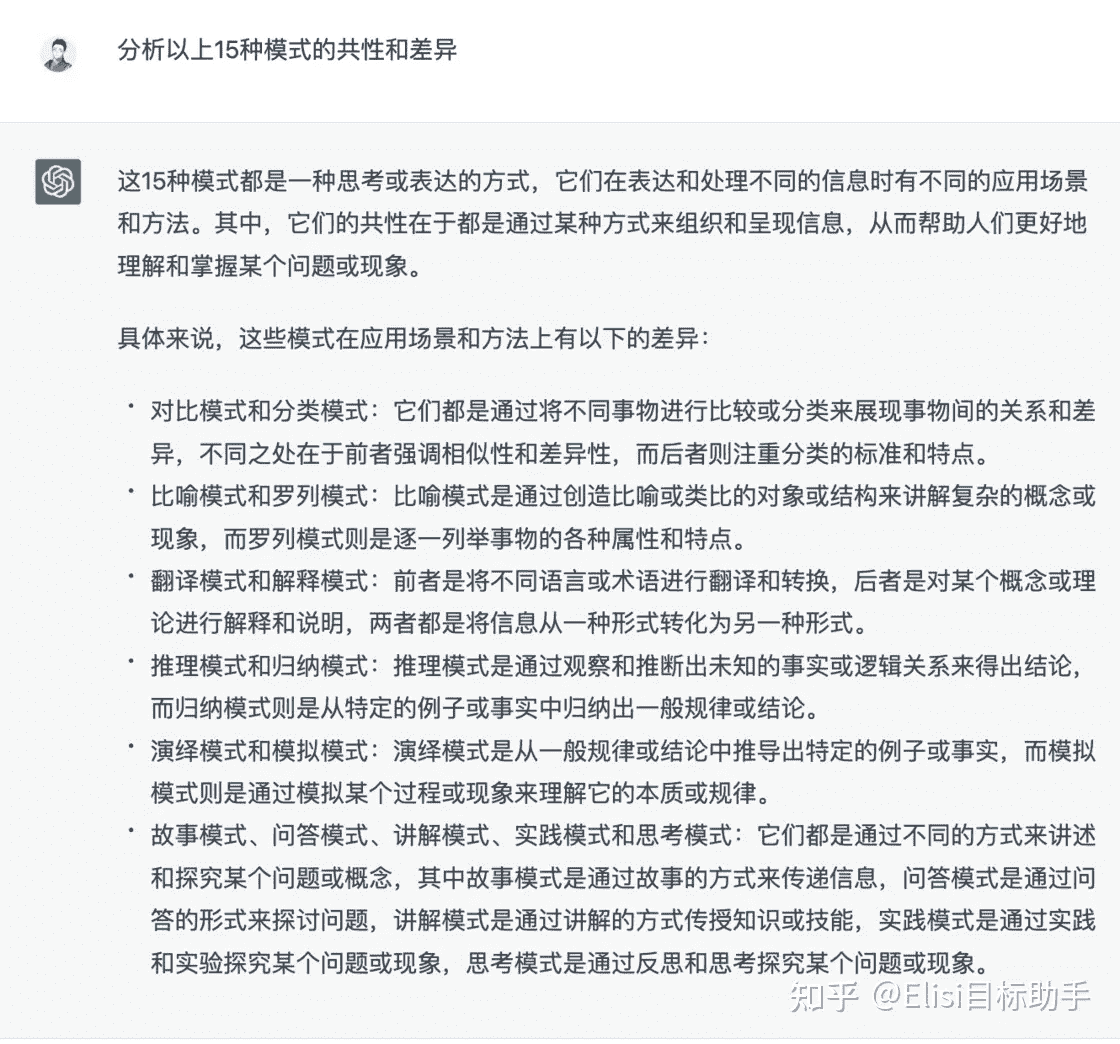 分析以上15种模式的共性和差异
这15种模式都是一种思考或表达的方式，它们在表达和处理不同的信息时有不同的应用场景
和方法。其中，它们的共性在于都是通过某种方式来组织和呈现信息，从而帮助人们更好地
理解和掌握某个问题或现象。
具体来说，这些模式在应用场景和方法上有以下的差异：
• 对比模式和分类模式：它们都是通过将不同事物进行比较或分类来展现事物间的关系和差
异，不同之处在于前者强调相似性和差异性，而后者则注重分类的标准和特点。
• 比喻模式和罗列模式：比喻模式是通过创造比喻或类比的对象或结构来讲解复杂的概念或
现象，而罗列模式则是逐一列举事物的各种属性和特点。
• 翻译模式和解释模式：前者是将不同语言或术语进行翻译和转换，后者是对某个概念或理
论进行解释和说明，两者都是将信息从一种形式转化为另一种形式。
• 推理模式和归纳模式：推理模式是通过观察和推断出未知的事实或逻辑关系来得出结论，
而归纳模式则是从特定的例子或事实中归纳出一般规律或结论。
• 演绎模式和模拟模式：演绎模式是从一般规律或结论中推导出特定的例子或事实，而模拟
模式则是通过模拟某个过程或现象来理解它的本质或规律。
• 故事模式、问答模式、讲解模式、实践模式和思考模式：它们都是通过不同的方式来讲述
和探究某个问题或概念，其中故事模式是通过故事的方式来传递信息，问答模式是通过问
答的形式来探讨问题，讲解模式是通过讲解的方式传授知识或技能，实践模式是通过实践
和实验探究某个问题或现象，思考模式是通过反思和思考探究某个问题或现象。
知乎 @Elisi目标助手